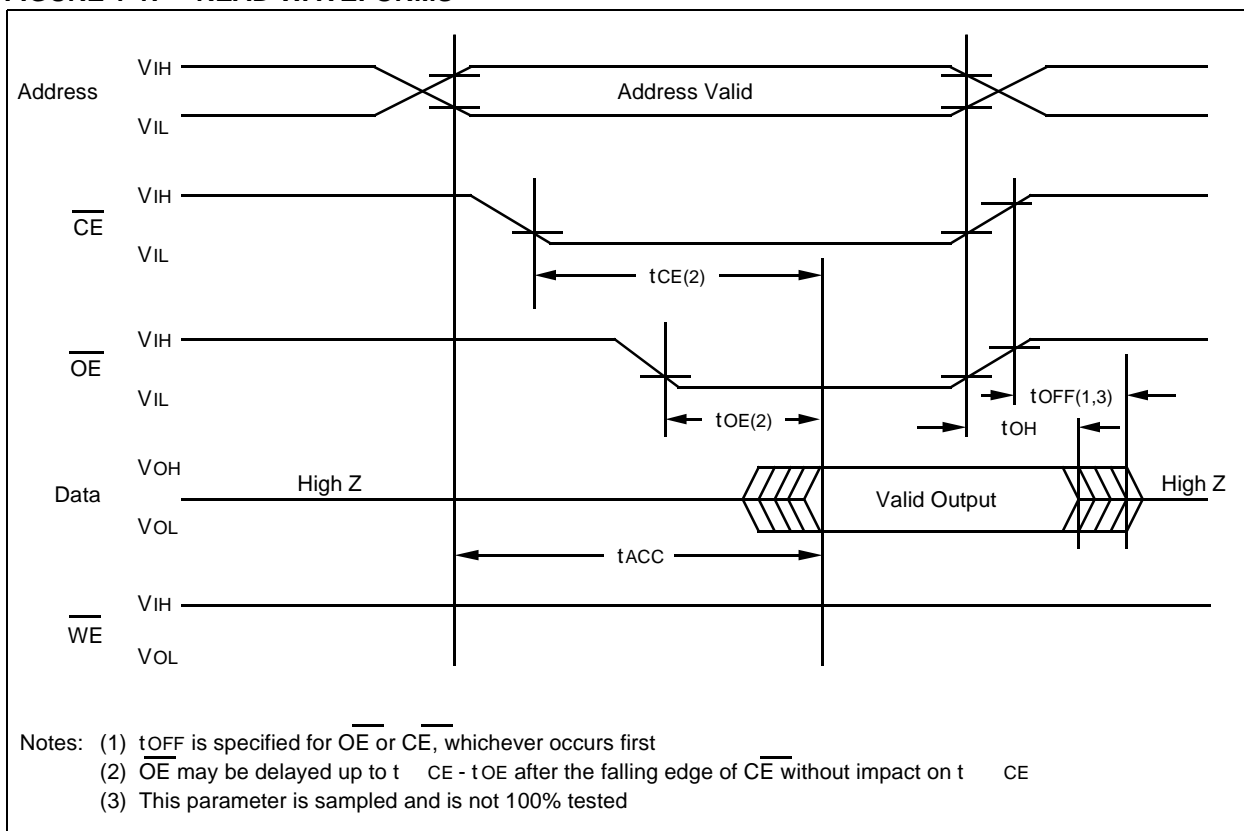 VIH
Address
Address Valid
VIL
VIH
CE
VIL
tCE(2)
VIH
OE
VIL
tOFF(1,3)
tOE(2)
tOH
VOH
Data
High Z
Valid Output
High Z
VOL
tACC
VIH
WE
VOL
Notes: (1) tOFF is specified for OE or CE, whichever occurs first
(2) OE may be delayed up to t CE - tOE after the falling edge of CE without impact on t CE
(3) This parameter is sampled and is not 100% tested